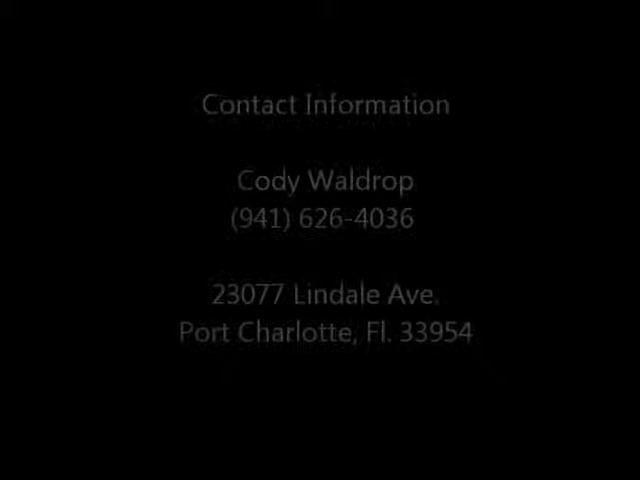 Contact Information
Cody Waldrop
(941) 626-4036
23077 Lindale Ave.
Port Charlotte, Fl. 33954